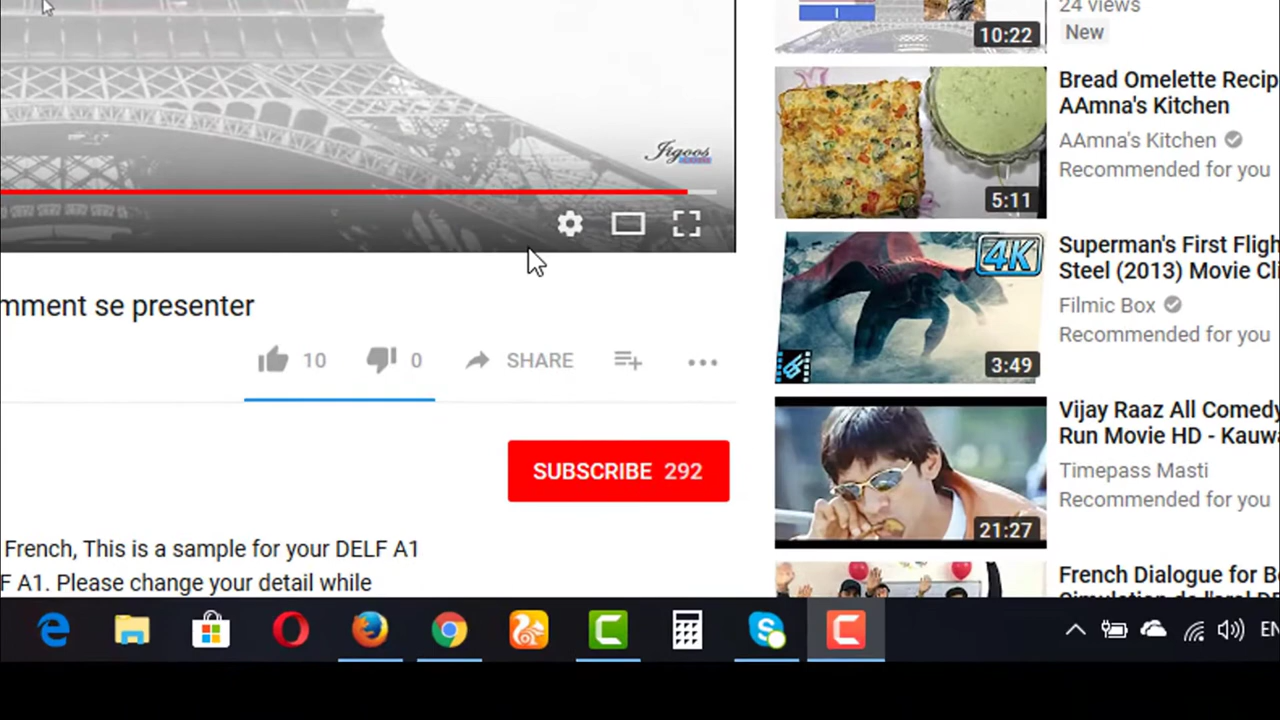 24 views
New
10:22
Bread Omelette Recip
AAmna's Kitchen
AAmna's Kitchen
Recommended for you
5:11
Jigoos
4K
Superman's First Fligh
Steel (2013) Movie Cli
Filmic Box
Recommended for you
3:49
mment se presenter
10
0
SHARE
Vijay Raaz All Comedy
Run Movie HD - Kauwa
Timepass Masti
Recommended for you
21:27
SUBSCRIBE 292
French, This is a sample for your DELF A1
F A1. Please change your detail while
French Dialogue for Be
EN